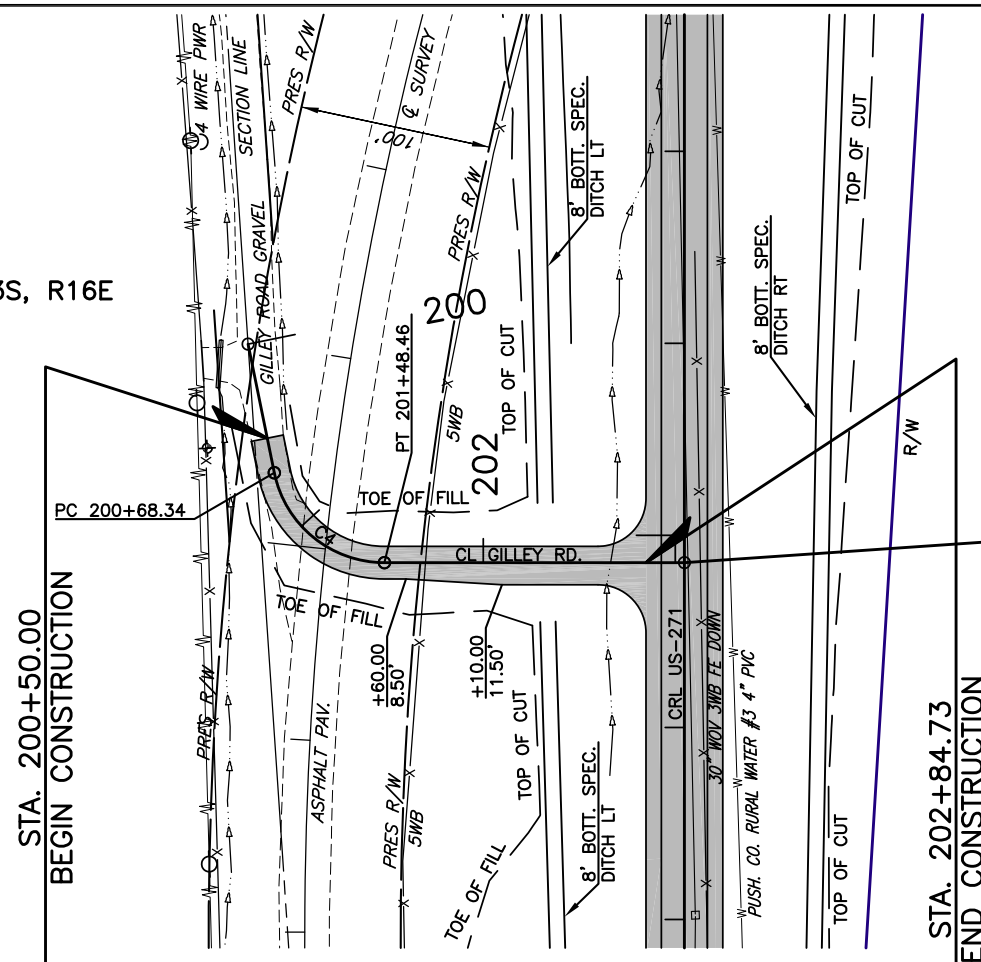 4 WIRE PWR
SECTION LINE
PRES R/W
100'
℄ SURVEY
PRES R/W
8' BOTT. SPEC.
DITCH LT
TOP OF CUT
8' BOTT. SPEC.
DITCH RT
R/W
3S, R16E
GILLEY ROAD GRAVEL
200
PT 201+48.46
5WB
202
TOP OF CUT
PC 200+68.34
TOE OF FILL
C4
CL GILLEY RD.
TOE OF FILL
STA. 200+50.00
BEGIN CONSTRUCTION
PRES R/W
ASPHALT PAV.
+60.00
8.50'
+10.00
11.50'
PRES R/W
5WB
TOP OF CUT
TOE OF FILL
8' BOTT. SPEC.
DITCH LT
CRL US-271
30" WOV 3WB FE DOWN
PUSH. CO. RURAL WATER #3 4" PVC
TOP OF CUT
STA. 202+84.73
END CONSTRUCTION